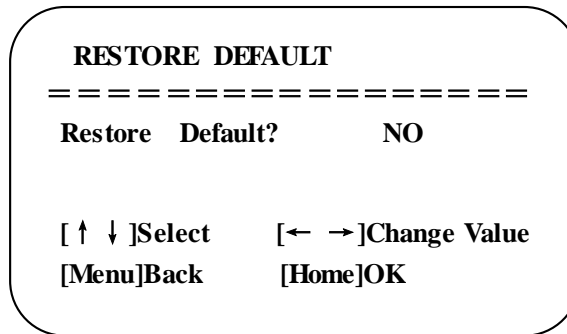 RESTORE DEFAULT
=================
Restore Default? NO
[↑ ↓]Select [← →]Change Value
[Menu]Back [Home]OK